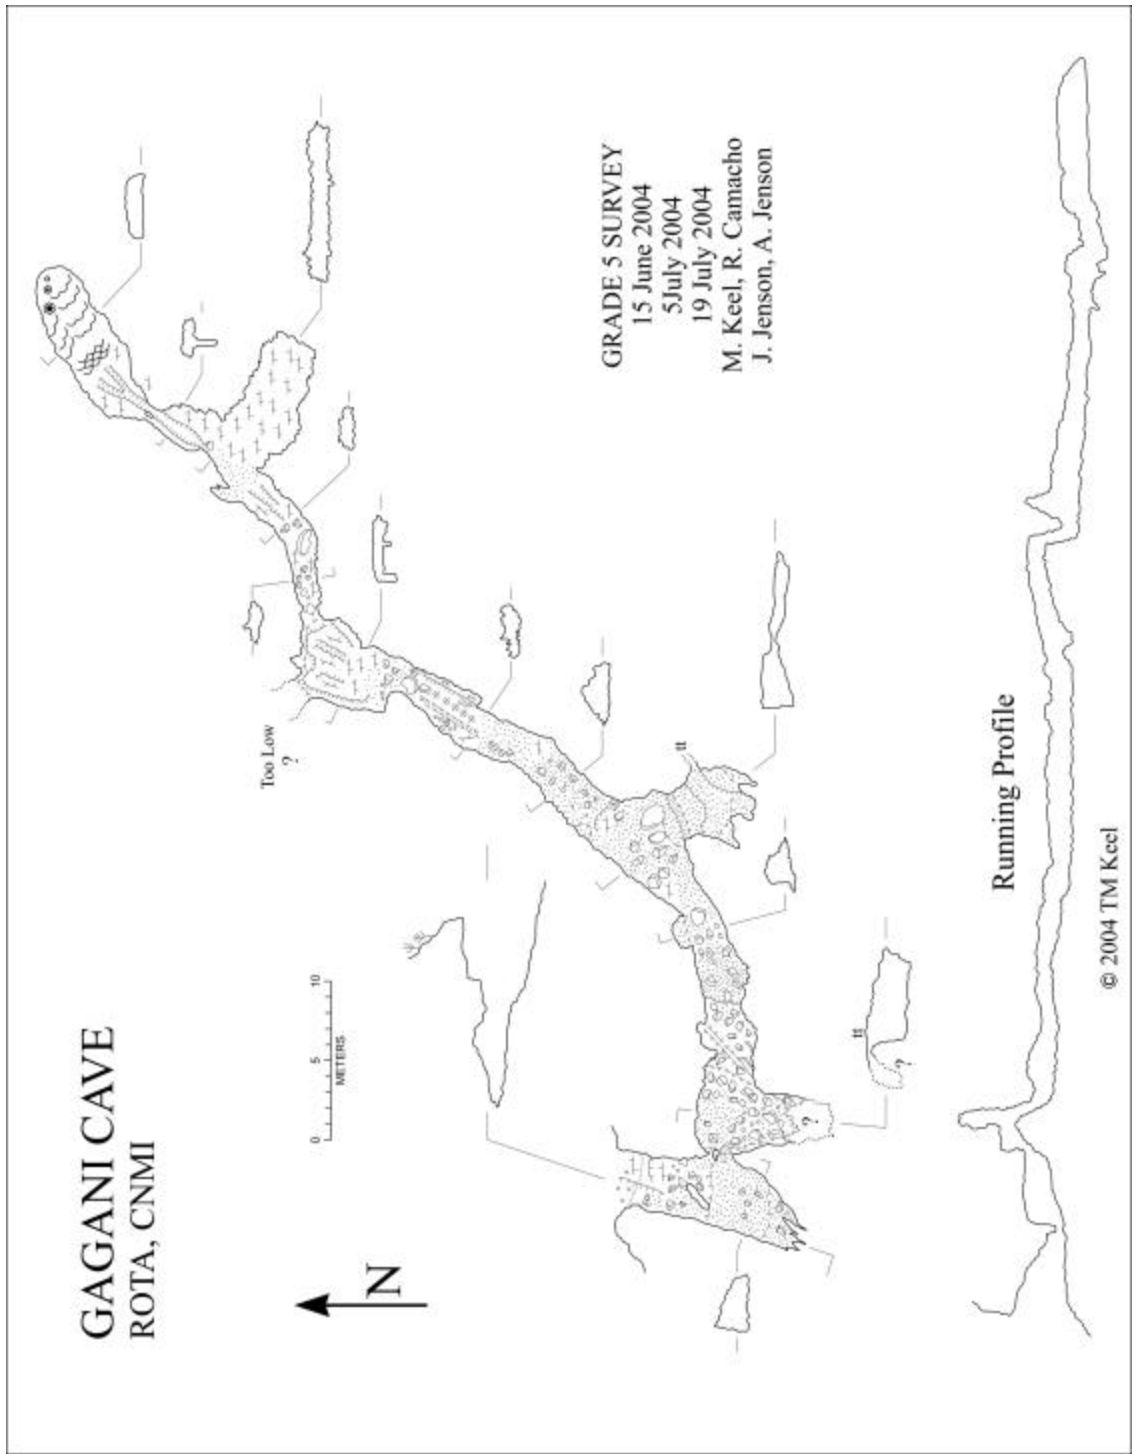 GAGANI CAVE
ROTA, CNMI
N
0 5 10
METERS
Too Low
?
GRADE 5 SURVEY
15 June 2004
5July 2004
19 July 2004
M. Keel, R. Camacho
J. Jenson, A. Jenson
tt
?
tt
?
Running Profile
© 2004 TM Keel